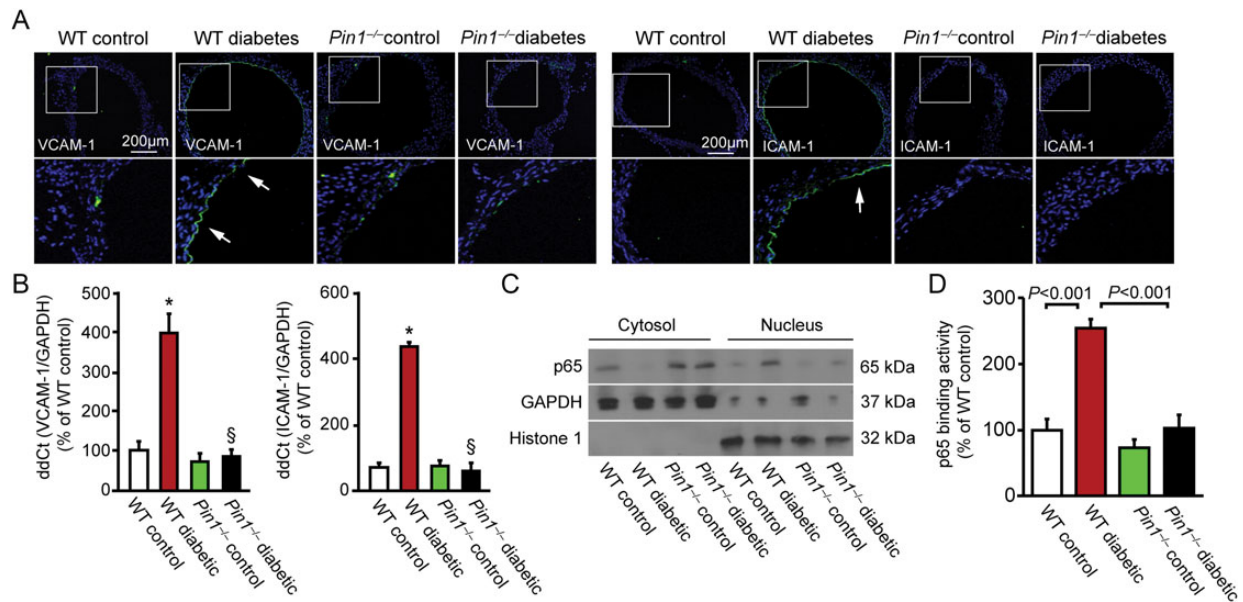 A
WT control WT diabetes Pin1–/–control Pin1–/–diabetes WT control WT diabetes Pin1–/–control Pin1–/–diabetes
VCAM-1 200µm VCAM-1 VCAM-1 VCAM-1 200µm ICAM-1 ICAM-1 ICAM-1
B
ddCt (VCAM-1/GAPDH)
(% of WT control)
500
400
300
200
100
0
*
§
WT control
WT diabetic
Pin1–/– control
Pin1–/– diabetic
ddCt (ICAM-1/GAPDH)
(% of WT control)
600
400
200
0
*
§
WT control
WT diabetic
Pin1–/– control
Pin1–/– diabetic
C
Cytosol Nucleus
p65 65 kDa
GAPDH 37 kDa
Histone 1 32 kDa
WT control
WT diabetic
Pin1–/– control
Pin1–/– diabetic
WT control
WT diabetic
Pin1–/– control
Pin1–/– diabetic
D
p65 binding activity
(% of WT control)
P<0.001 P<0.001
300
200
100
0
WT control
WT diabetic
Pin1–/– control
Pin1–/– diabetic